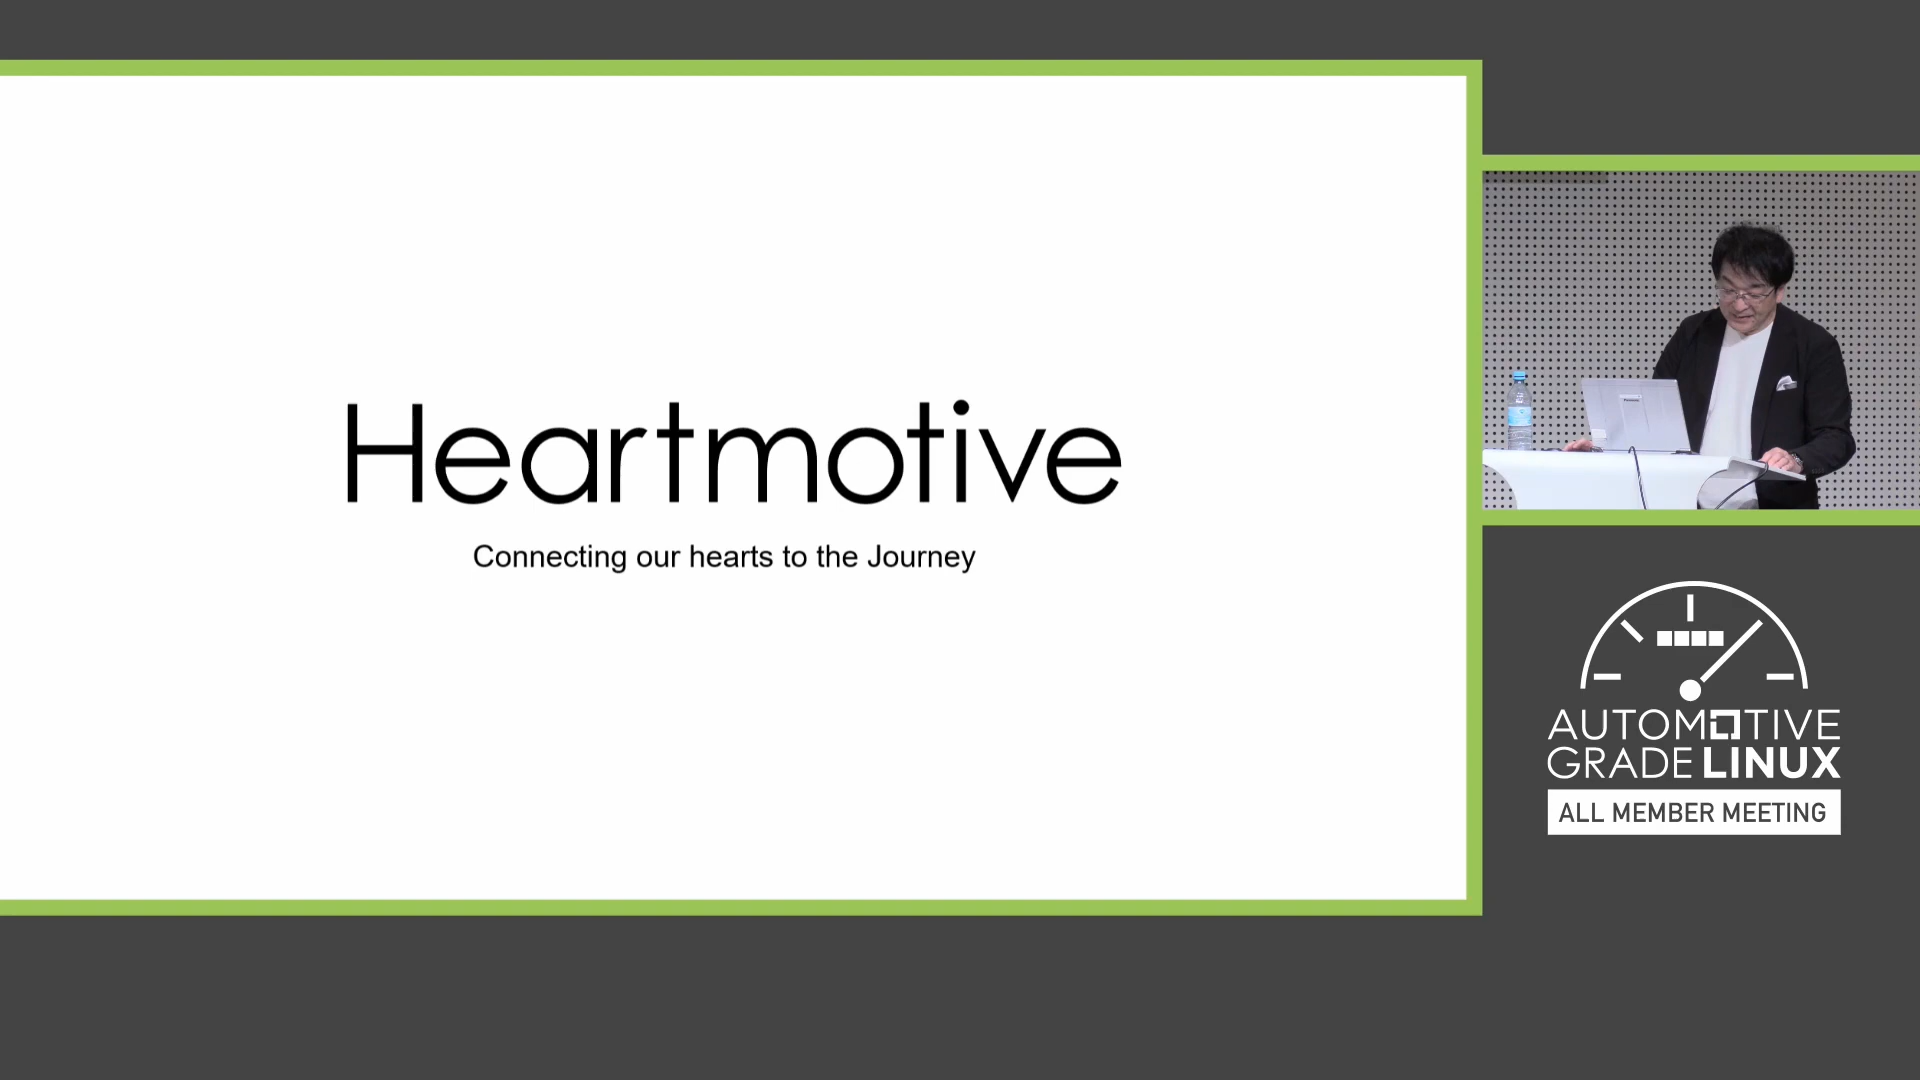 Heartmotive
Connecting our hearts to the Journey
AUTOMOTIVE
GRADE LINUX
ALL MEMBER MEETING